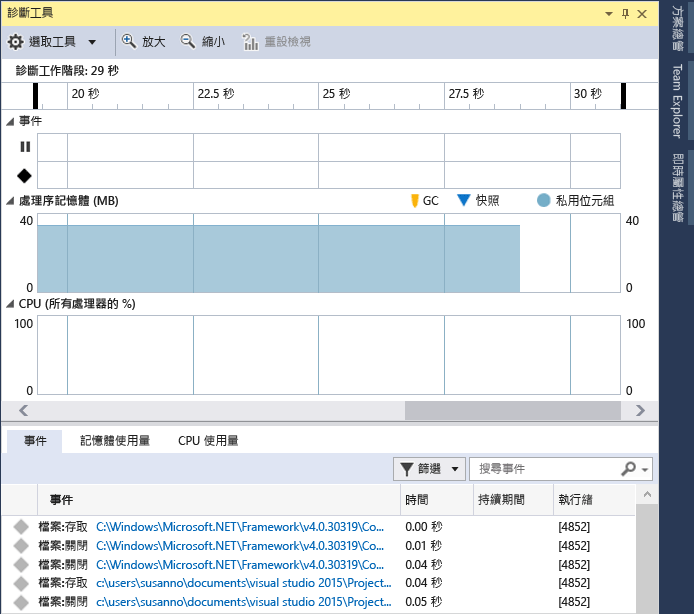 診斷工具
選取工具 放大 縮小 重設檢視
診斷工作階段: 29 秒
20 秒 22.5 秒 25 秒 27.5 秒 30 秒
事件
處理序記憶體 (MB) GC 快照 私用位元組
40 40
0 0
CPU (所有處理器的 %)
100 100
0 0
事件 記憶體使用量 CPU 使用量
篩選 搜尋事件
事件 時間 持續期間 執行緒
檔案:存取 C:\Windows\Microsoft.NET\Framework\v4.0.30319\Co... 0.00 秒 [4852]
檔案:關閉 C:\Windows\Microsoft.NET\Framework\v4.0.30319\Co... 0.01 秒 [4852]
檔案:關閉 C:\Windows\Microsoft.NET\Framework\v4.0.30319\Co... 0.04 秒 [4852]
檔案:存取 c:\users\susanno\documents\visual studio 2015\Project... 0.04 秒 [4852]
檔案:關閉 c:\users\susanno\documents\visual studio 2015\Project... 0.05 秒 [4852]
方案總管
Team Explorer
即時屬性總管